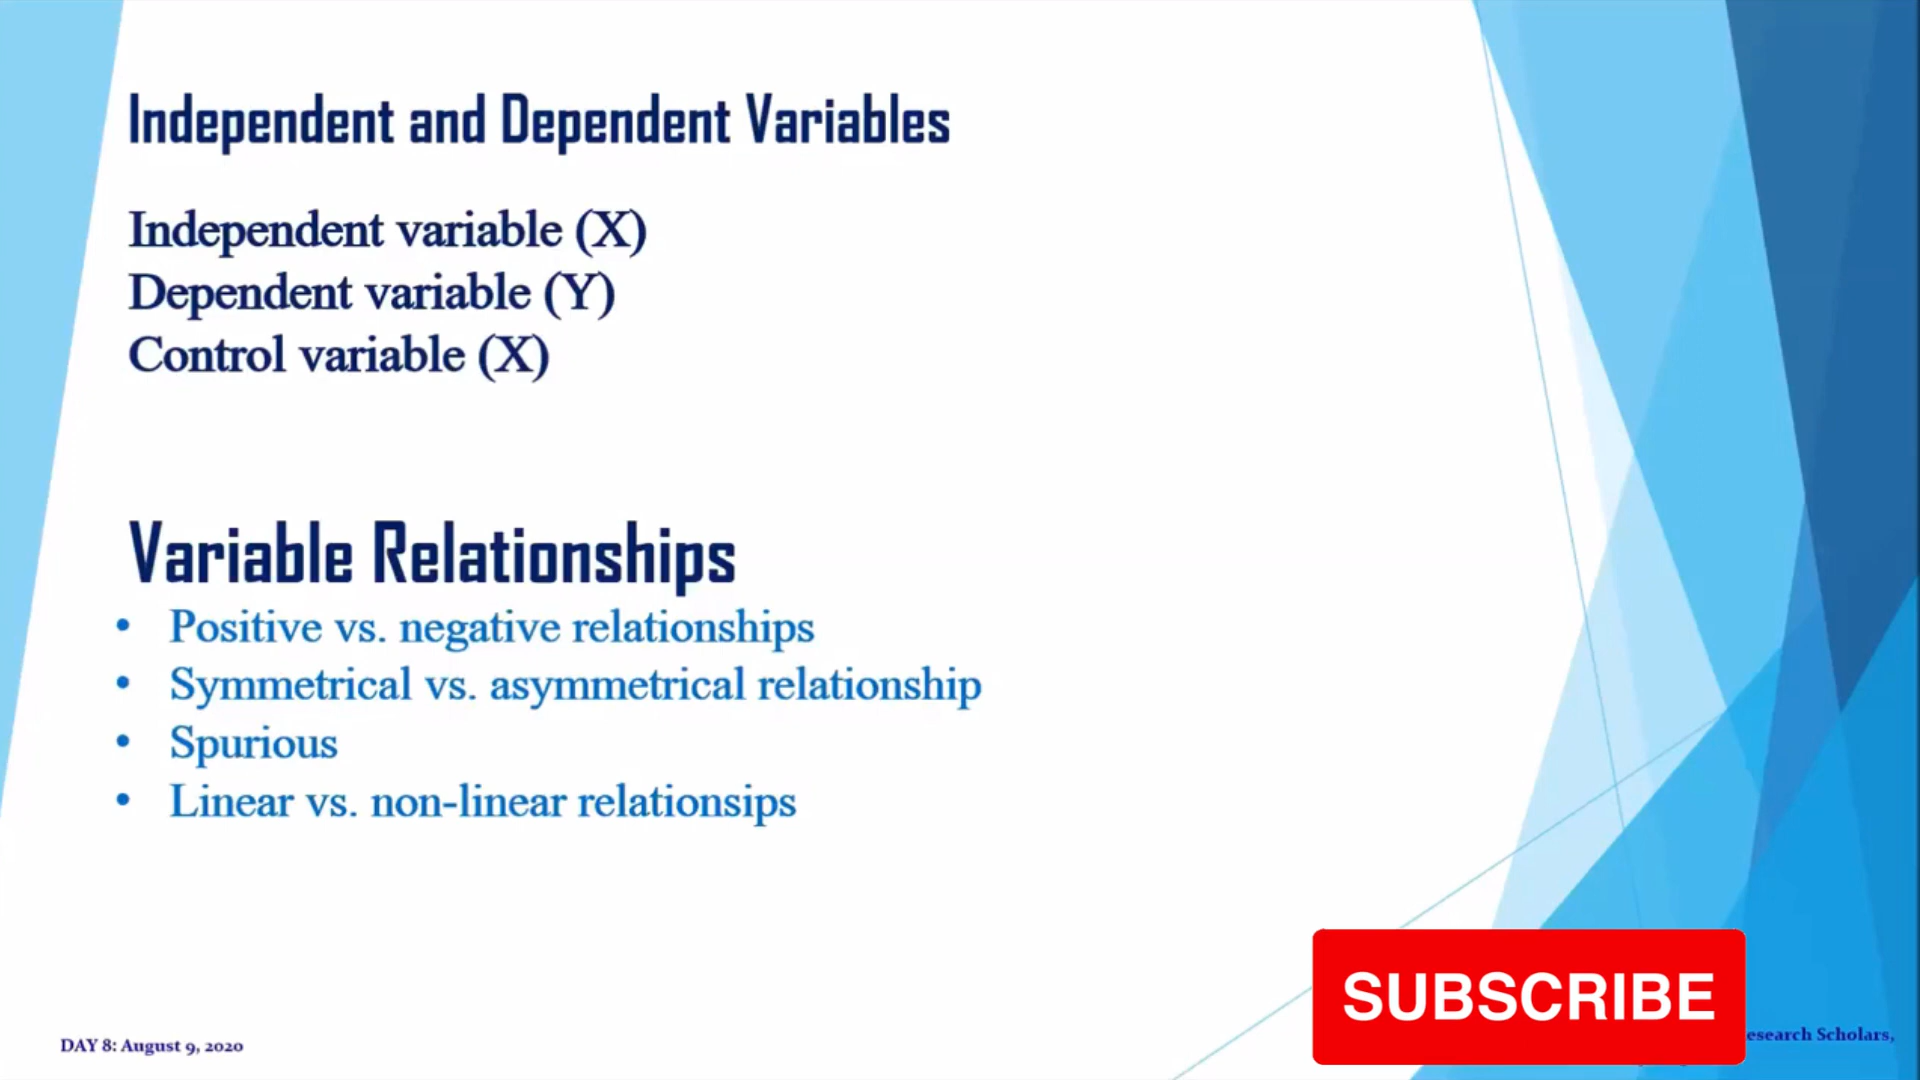 Independent and Dependent Variables
Independent variable (X)
Dependent variable (Y)
Control variable (X)
Variable Relationships
• Positive vs. negative relationships
• Symmetrical vs. asymmetrical relationship
• Spurious
• Linear vs. non-linear relationsips
SUBSCRIBE
DAY 8: August 9, 2020
Scholars,